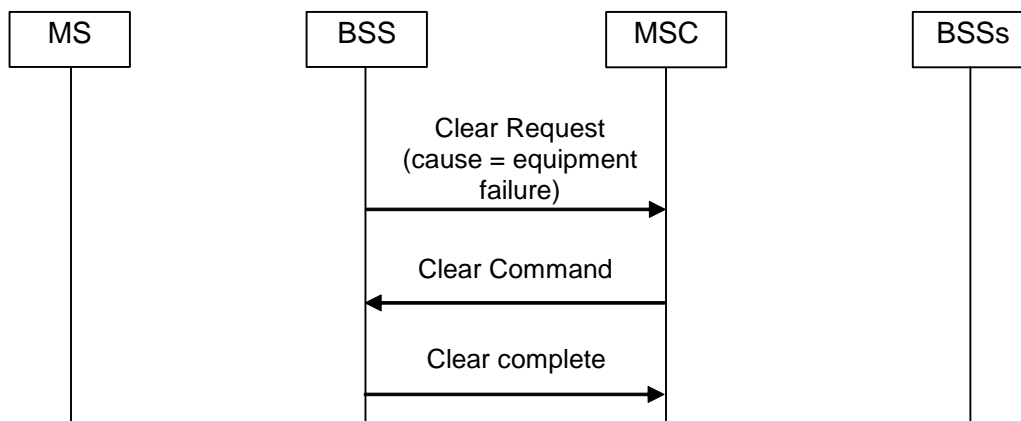 MS
BSS
MSC
BSSs
Clear Request
(cause = equipment
failure)
Clear Command
Clear complete